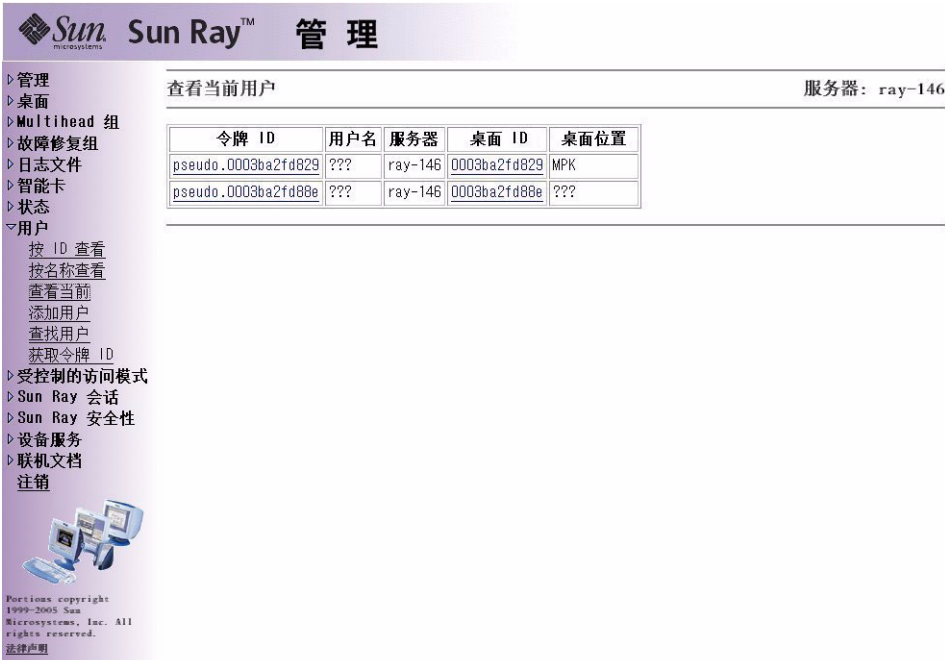 Sun microsystems Sun Ray™ 管理
▷管理
▷桌面
▷Multihead 组
▷故障修复组
▷日志文件
▷智能卡
▷状态
▽用户
按 ID 查看
按名称查看
查看当前
添加用户
查找用户
获取令牌 ID
▷受控制的访问模式
▷Sun Ray 会话
▷Sun Ray 安全性
▷设备服务
▷联机文档
注销
Portions copyright
1999-2005 Sun
Microsystems, Inc. All
rights reserved.
法律声明
查看当前用户 服务器: ray-146
令牌 ID 用户名 服务器 桌面 ID 桌面位置
pseudo.0003ba2fd829 ??? ray-146 0003ba2fd829 MPK
pseudo.0003ba2fd88e ??? ray-146 0003ba2fd88e ???